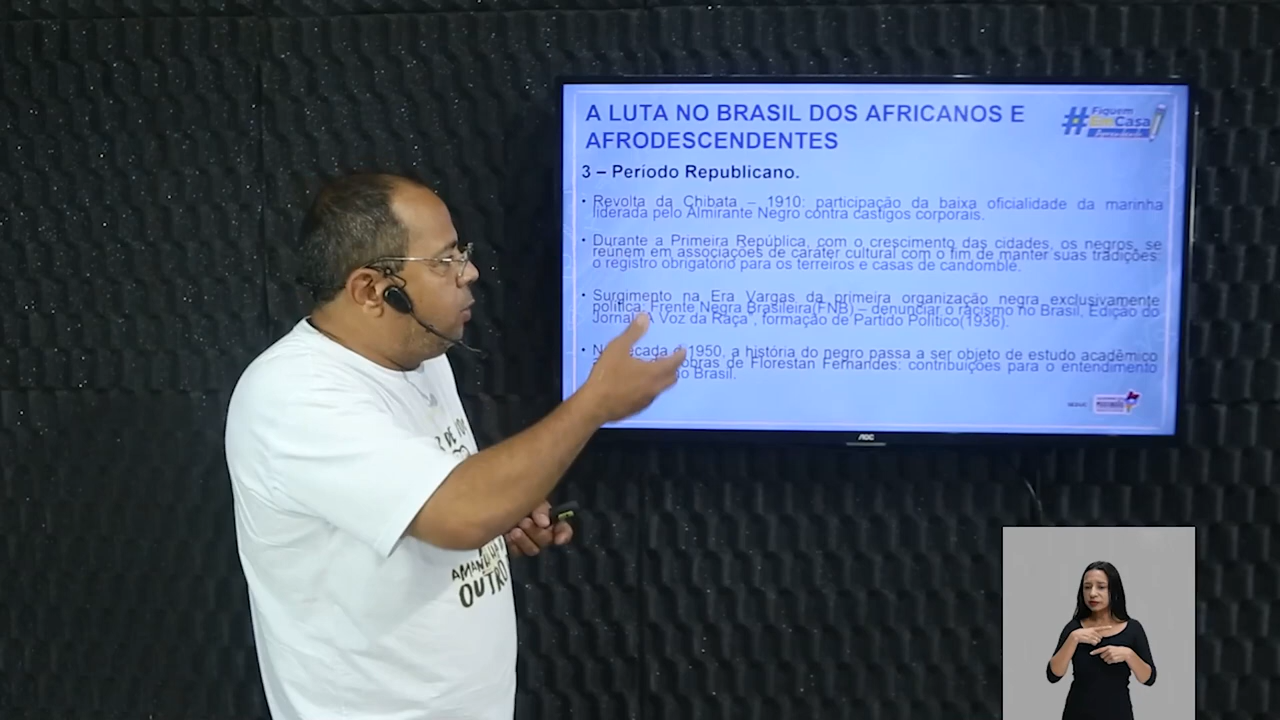 A LUTA NO BRASIL DOS AFRICANOS E
AFRODESCENDENTES
#Fiquem
Em Casa
3 – Período Republicano.
• Revolta da Chibata – 1910: participação da baixa oficialidade da marinha
liderada pelo Almirante Negro contra castigos corporais.
• Durante a Primeira República, com o crescimento das cidades, os negros, se
reúnem em associações de caráter cultural com o fim de manter suas tradições:
o registro obrigatório para os terreiros e casas de candomblé.
• Surgimento na Era Vargas da primeira organização negra exclusivamente
política: Frente Negra Brasileira(FNB) – denunciar o racismo no Brasil, Edição do
Jornal A Voz da Raça", formação de Partido Político(1936).
1950, a história do negro passa a ser objeto de estudo acadêmico
obras de Florestan Fernandes: contribuições para o entendimento
do Brasil.
AOC
OUTRO